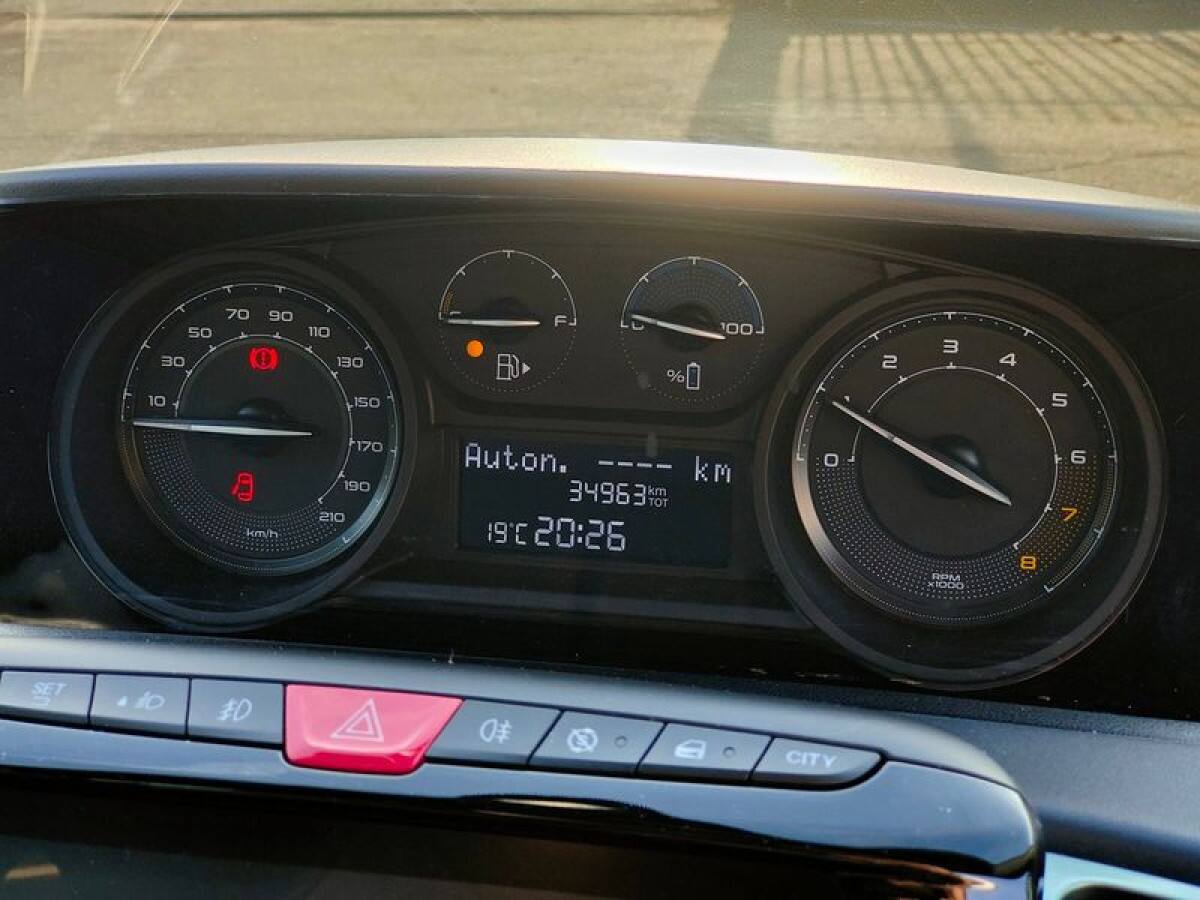 10 30 50 70 90 110 130 150 170 190 210
km/h
F
100
%
Auton. ---- km
34963 km TOT
19°C 20:26
0 1 2 3 4 5 6 7 8
RPM
x1000
SET
CITY